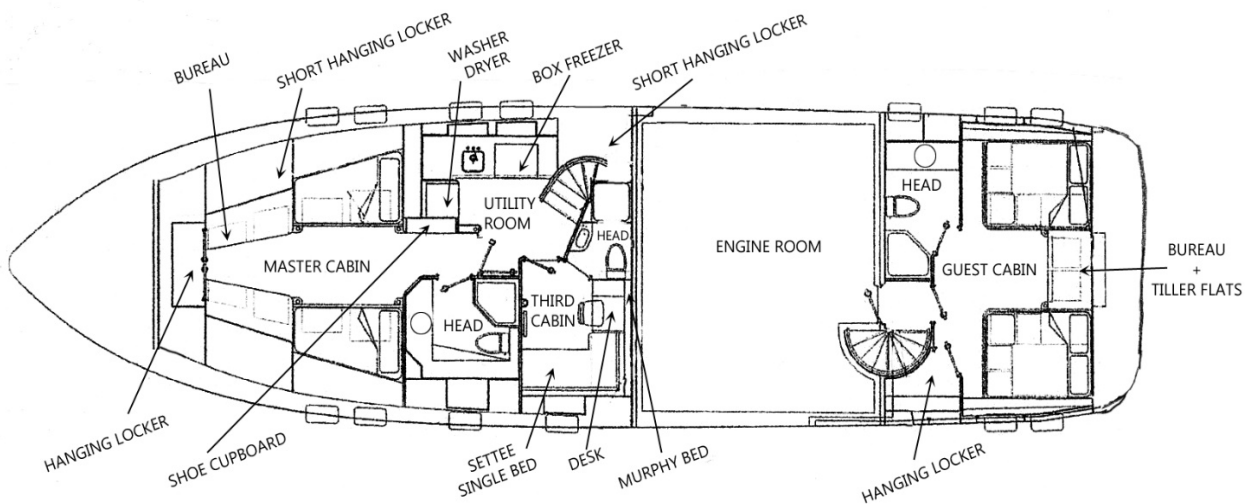 BUREAU
SHORT HANGING LOCKER
WASHER
DRYER
BOX FREEZER
SHORT HANGING LOCKER
UTILITY
ROOM
HEAD
MASTER CABIN
HEAD
THIRD
CABIN
HEAD
ENGINE ROOM
HEAD
GUEST CABIN
BUREAU
+
TILLER FLATS
HANGING LOCKER
SHOE CUPBOARD
SETTEE
SINGLE BED
DESK
MURPHY BED
HANGING LOCKER